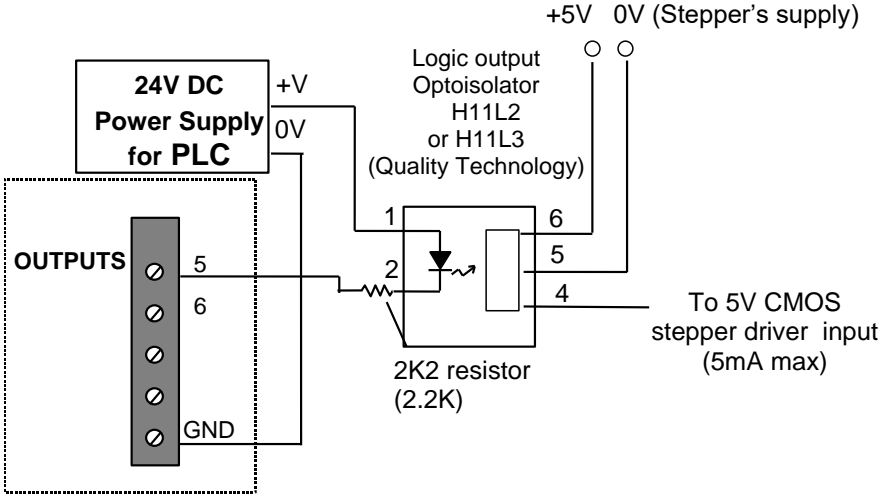 +5V 0V (Stepper's supply)
Logic output
Optoisolator
H11L2
or H11L3
(Quality Technology)
24V DC
Power Supply
for PLC
+V
0V
OUTPUTS
5
6
GND
1
2
6
5
4
2K2 resistor
(2.2K)
To 5V CMOS
stepper driver input
(5mA max)